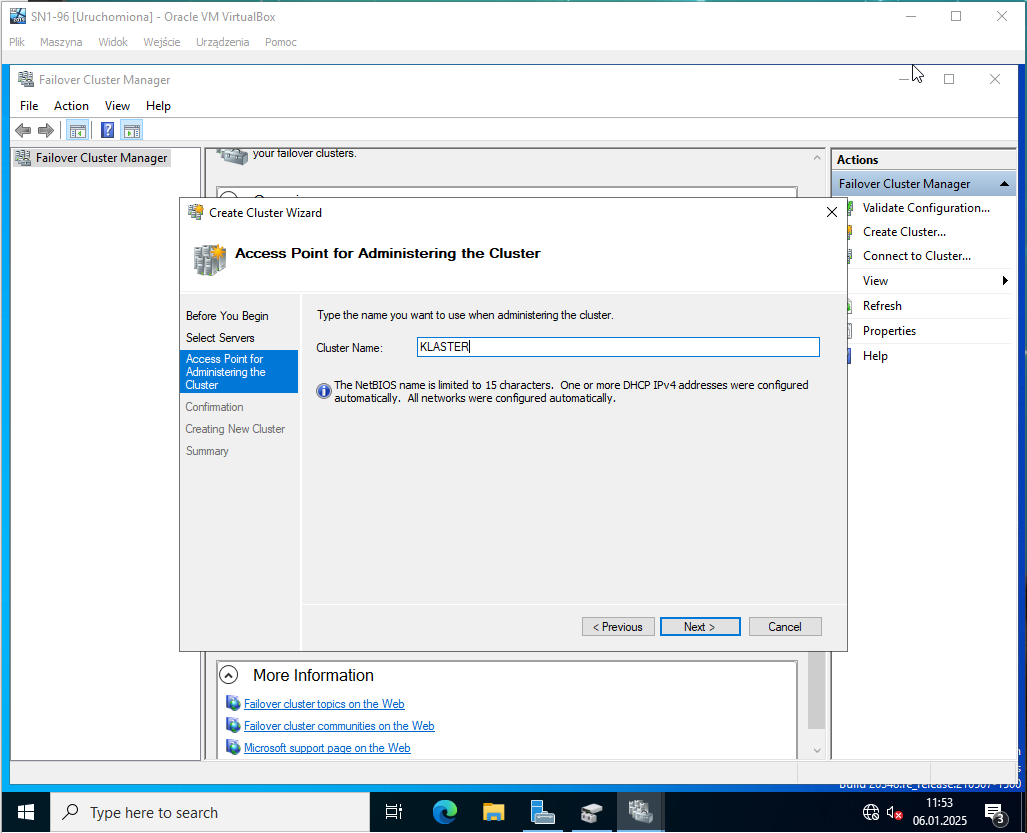 SN1-96 [Uruchomiona] - Oracle VM VirtualBox
Plik Maszyna Widok Wejście Urządzenia Pomoc
Failover Cluster Manager
File Action View Help
Failover Cluster Manager
your failover clusters.
Actions
Failover Cluster Manager
Validate Configuration...
Create Cluster...
Connect to Cluster...
View
Refresh
Properties
Help
Create Cluster Wizard
Access Point for Administering the Cluster
Before You Begin
Select Servers
Access Point for
Administering the
Cluster
Confirmation
Creating New Cluster
Summary
Type the name you want to use when administering the cluster.
Cluster Name: KLASTER
The NetBIOS name is limited to 15 characters. One or more DHCP IPv4 addresses were configured
automatically. All networks were configured automatically.
< Previous Next > Cancel
More Information
Failover cluster topics on the Web
Failover cluster communities on the Web
Microsoft support page on the Web
Type here to search
11:53
06.01.2025
3